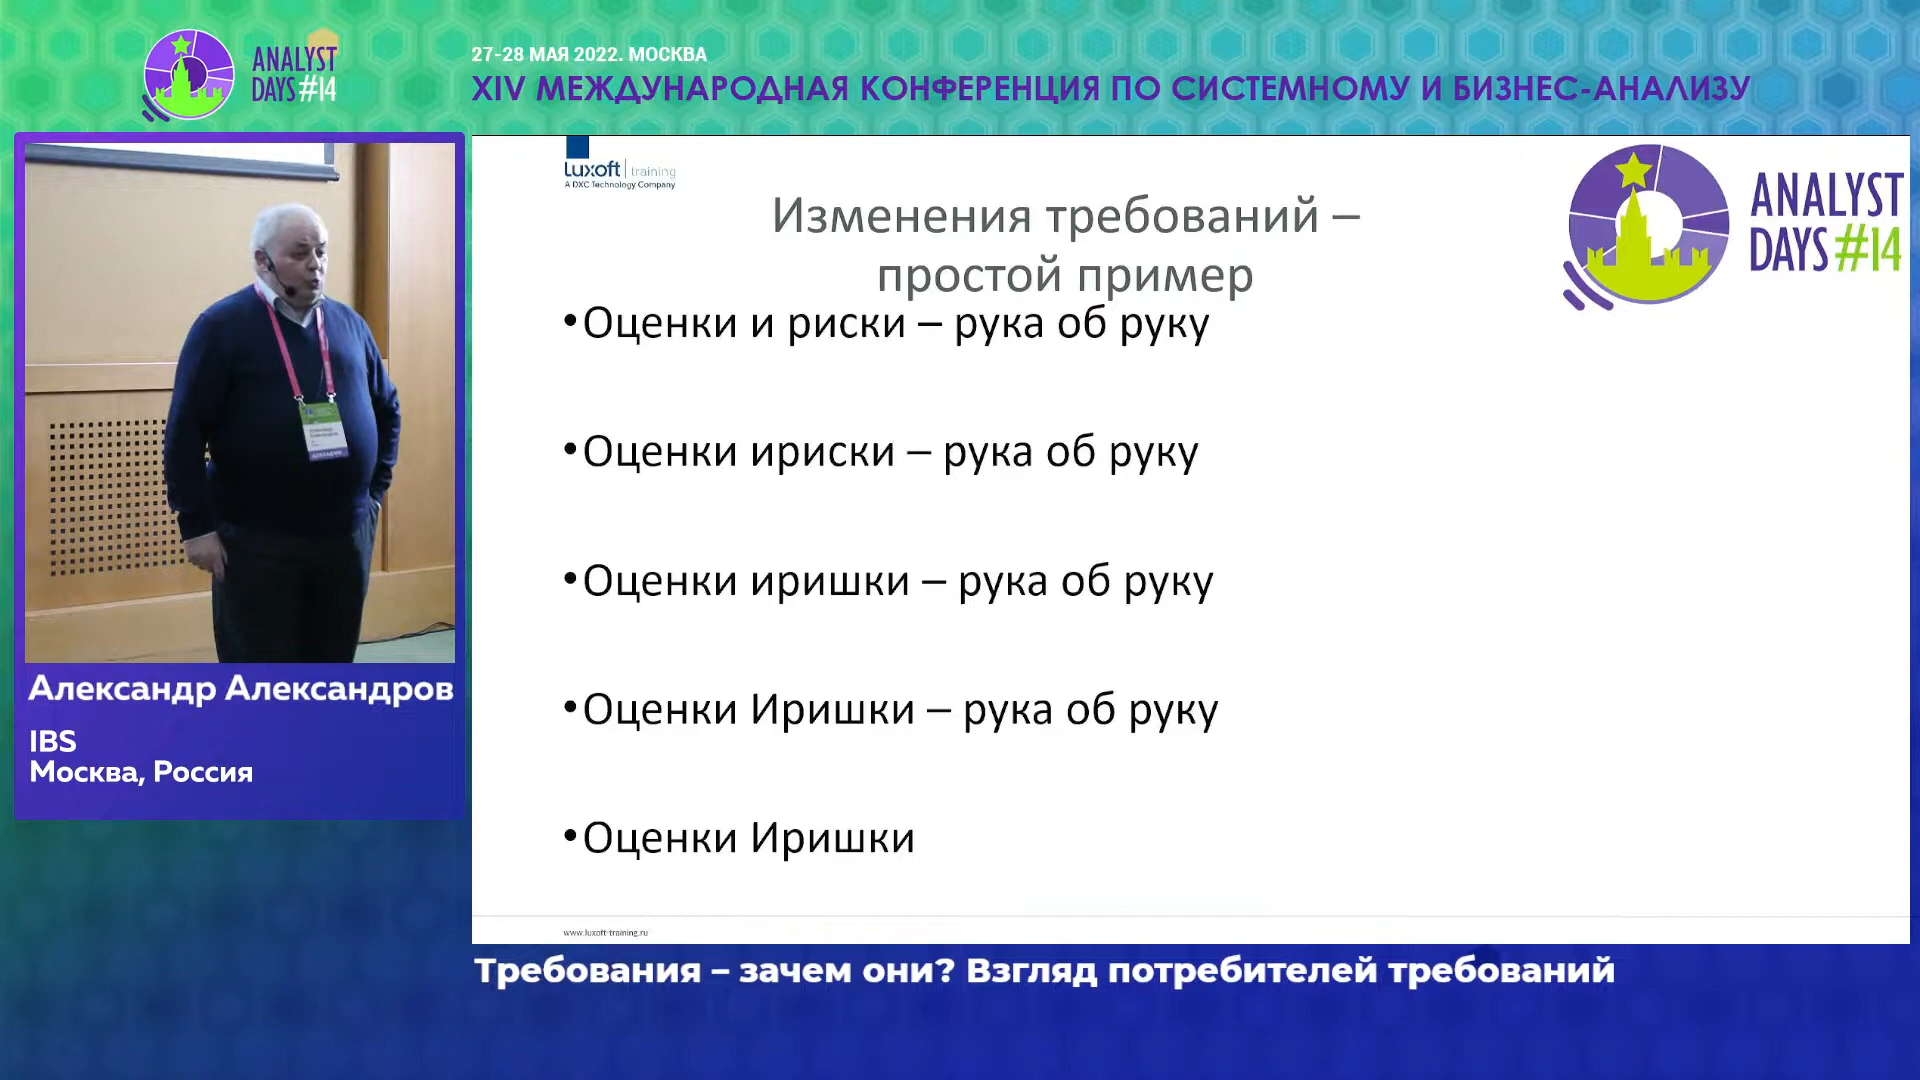 ANALYST
DAYS#14
27-28 МАЯ 2022. МОСКВА
XIV МЕЖДУНАРОДНАЯ КОНФЕРЕНЦИЯ ПО СИСТЕМНОМУ И БИЗНЕС-АНАЛИЗУ
Luxoft training
A DXC Technology Company
Изменения требований –
простой пример
ANALYST
DAYS #14
•Оценки и риски – рука об руку
•Оценки ириски – рука об руку
•Оценки иришки – рука об руку
•Оценки Иришки – рука об руку
•Оценки Иришки
www.luxoft-training.ru
Александр Александров
IBS
Москва, Россия
Требования – зачем они? Взгляд потребителей требований